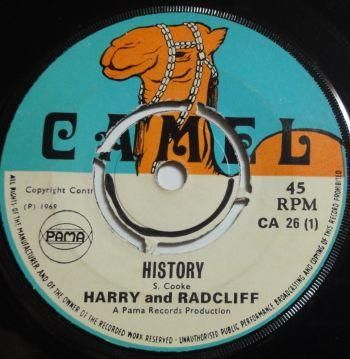 CAMEL
Copyright Contr
(P) 1969
45
RPM
CA 26 (1)
PAMA
HISTORY
S. Cooke
HARRY and RADCLIFF
A Pama Records Production
ALL RIGHTS OF THE MANUFACTURER AND OF THE OWNER OF THE RECORDED WORK RESERVED - UNAUTHORISED PUBLIC PERFORMANCE BROADCASTING AND COPYING OF THIS RECORD PROHIBITED